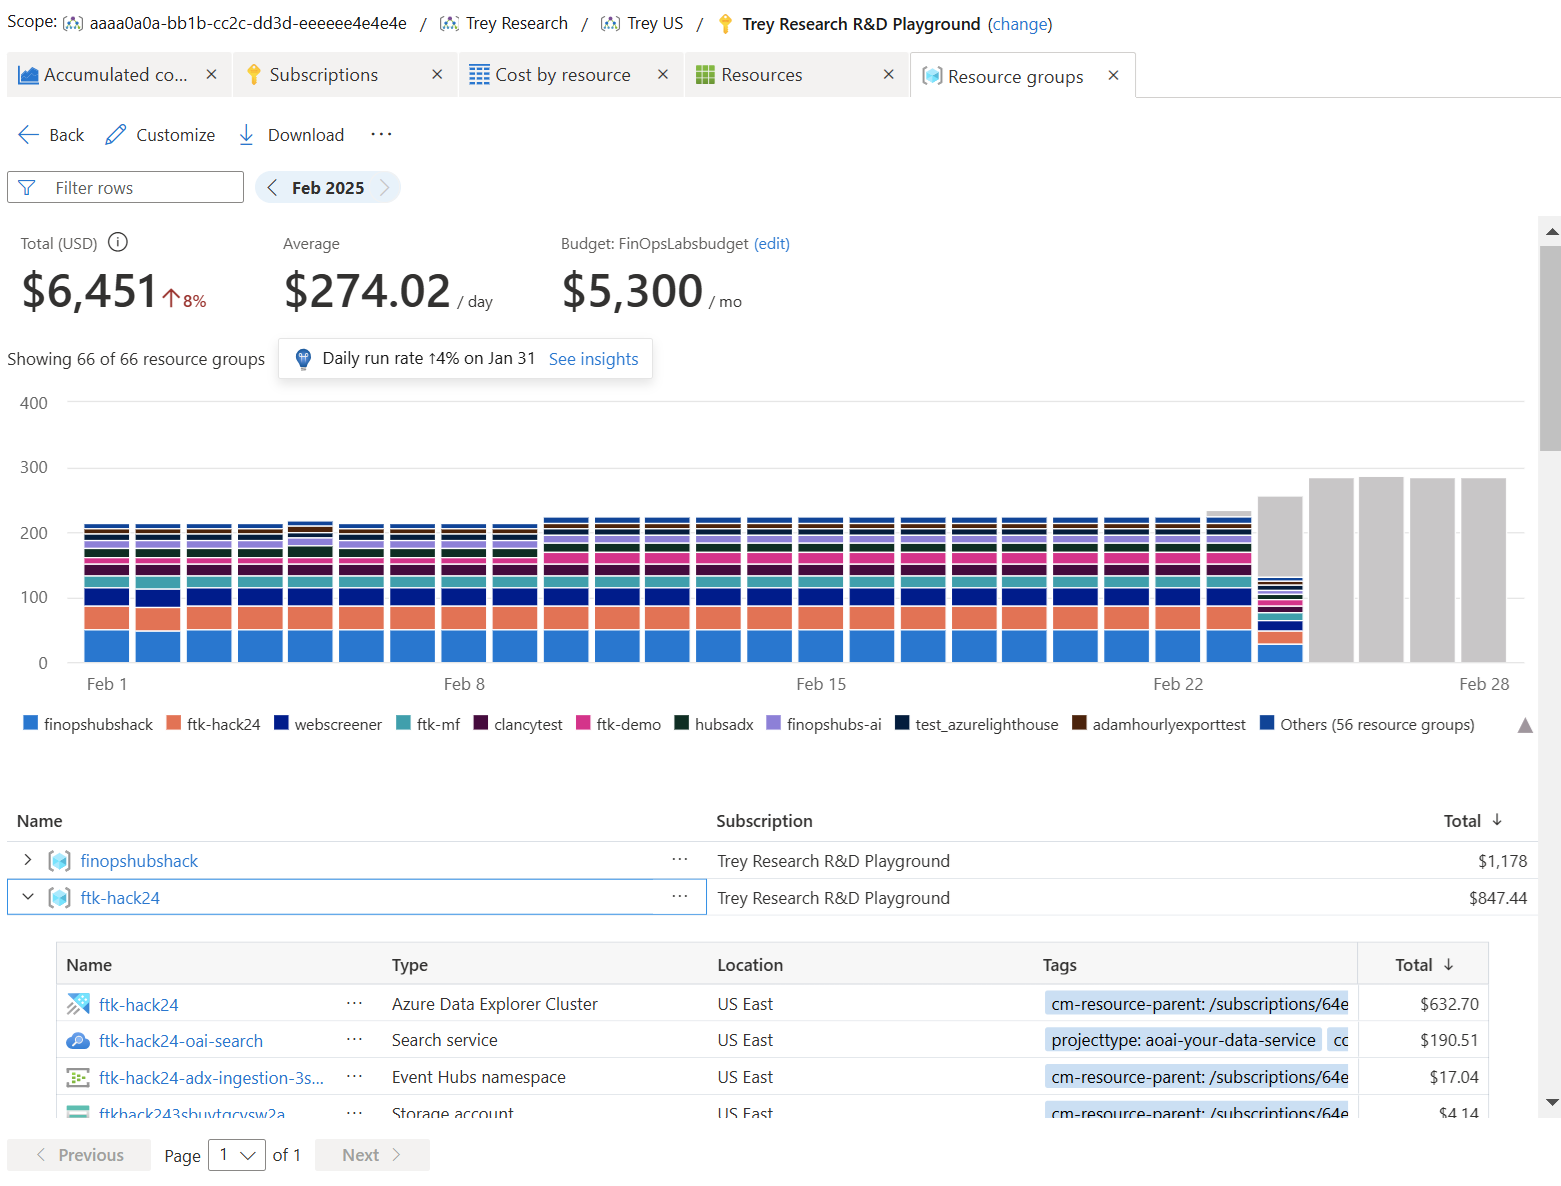 Scope: aaaa0a0a-bb1b-cc2c-dd3d-eeeeee4e4e4e / Trey Research / Trey US / Trey Research R&D Playground (change)
Accumulated co... Subscriptions Cost by resource Resources Resource groups
Back Customize Download
Filter rows Feb 2025
Total (USD) Average Budget: FinOpsLabsbudget (edit)
$6,451 ↑8% $274.02 / day $5,300 / mo
Showing 66 of 66 resource groups Daily run rate ↑4% on Jan 31 See insights
400
300
200
100
0
Feb 1 Feb 8 Feb 15 Feb 22 Feb 28
finopshubshack ftk-hack24 webscreener ftk-mf clancytest ftk-demo hubsadx finopshubs-ai test_azurelighthouse adamhourlyexporttest Others (56 resource groups)
Name Subscription Total ↓
finopshubshack ... Trey Research R&D Playground $1,178
ftk-hack24 ... Trey Research R&D Playground $847.44
Name Type Location Tags Total ↓
ftk-hack24 ... Azure Data Explorer Cluster US East cm-resource-parent: /subscriptions/64e $632.70
ftk-hack24-oai-search ... Search service US East projecttype: aoai-your-data-service cc $190.51
ftk-hack24-adx-ingestion-3s... ... Event Hubs namespace US East cm-resource-parent: /subscriptions/64e $17.04
Storage account US East cm-resource-parent: /subscriptions/64e $4.14
Previous Page 1 of 1 Next